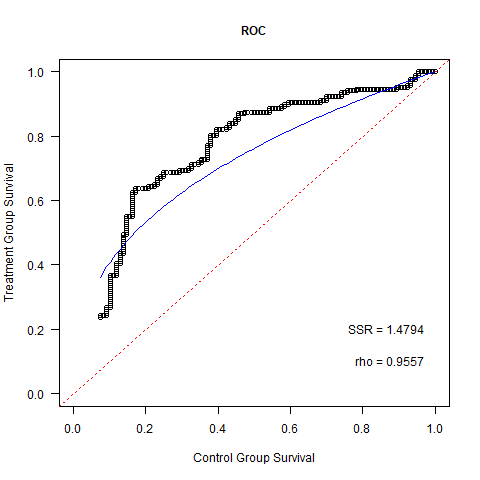 ROC
Treatment Group Survival
1.0
0.8
0.6
0.4
0.2
0.0
SSR = 1.4794
rho = 0.9557
0.0 0.2 0.4 0.6 0.8 1.0
Control Group Survival